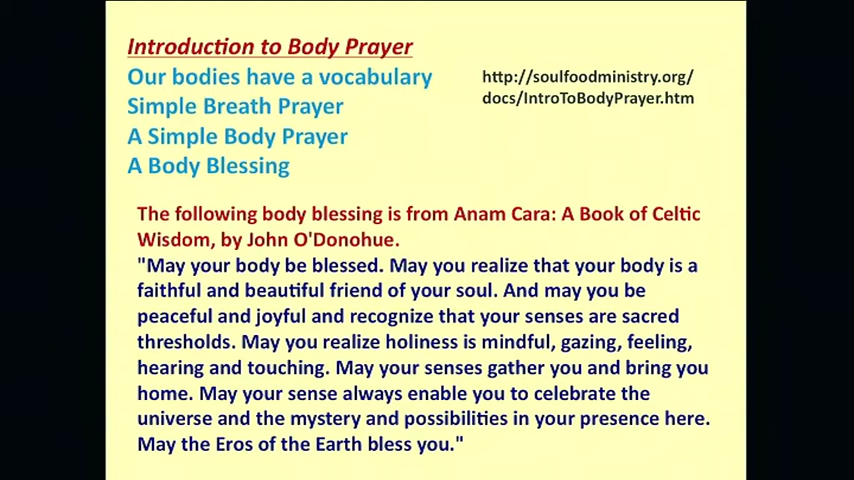 Introduction to Body Prayer
Our bodies have a vocabulary
Simple Breath Prayer
A Simple Body Prayer
A Body Blessing
http://soulfoodministry.org/
docs/IntroToBodyPrayer.htm
The following body blessing is from Anam Cara: A Book of Celtic
Wisdom, by John O'Donohue.
"May your body be blessed. May you realize that your body is a
faithful and beautiful friend of your soul. And may you be
peaceful and joyful and recognize that your senses are sacred
thresholds. May you realize holiness is mindful, gazing, feeling,
hearing and touching. May your senses gather you and bring you
home. May your sense always enable you to celebrate the
universe and the mystery and possibilities in your presence here.
May the Eros of the Earth bless you."